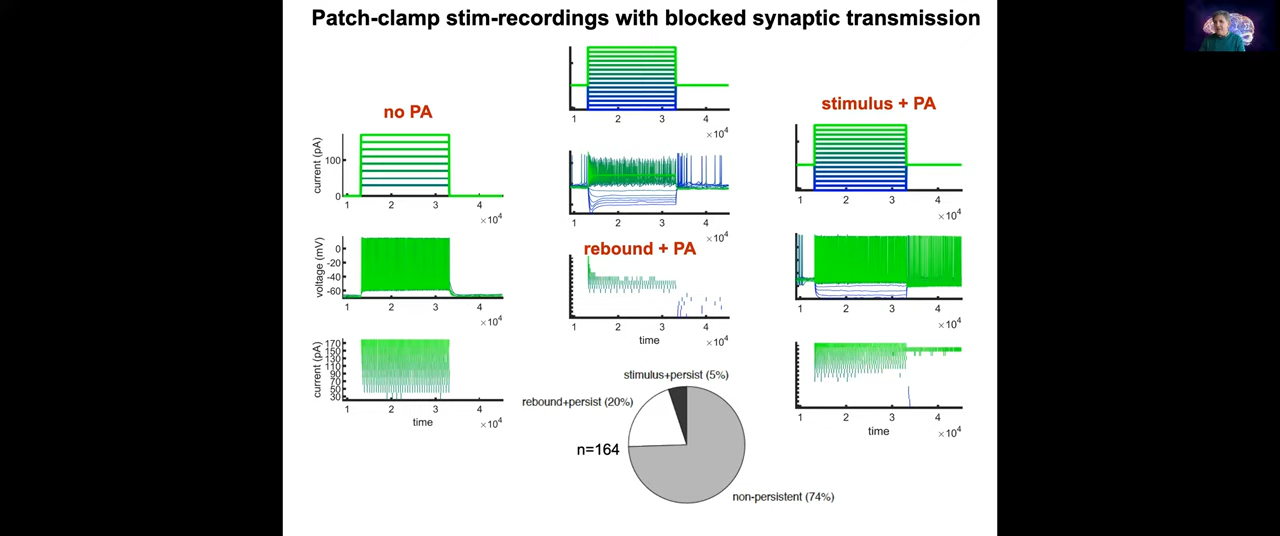 Patch-clamp stim-recordings with blocked synaptic transmission
no PA
current (pA)
100
0
1 2 3 4
×10⁴
voltage (mV)
0
-20
-40
-60
1 2 3 4
×10⁴
current (pA)
170
150
130
110
90
70
50
30
1 2 3 4
×10⁴
time
1 2 3 4
×10⁴
1 2 3 4
×10⁴
rebound + PA
1 2 3 4
×10⁴
time
stimulus + PA
1 2 3 4
×10⁴
1 2 3 4
×10⁴
1 2 3 4
×10⁴
time
stimulus+persist (5%)
rebound+persist (20%)
n=164
non-persistent (74%)